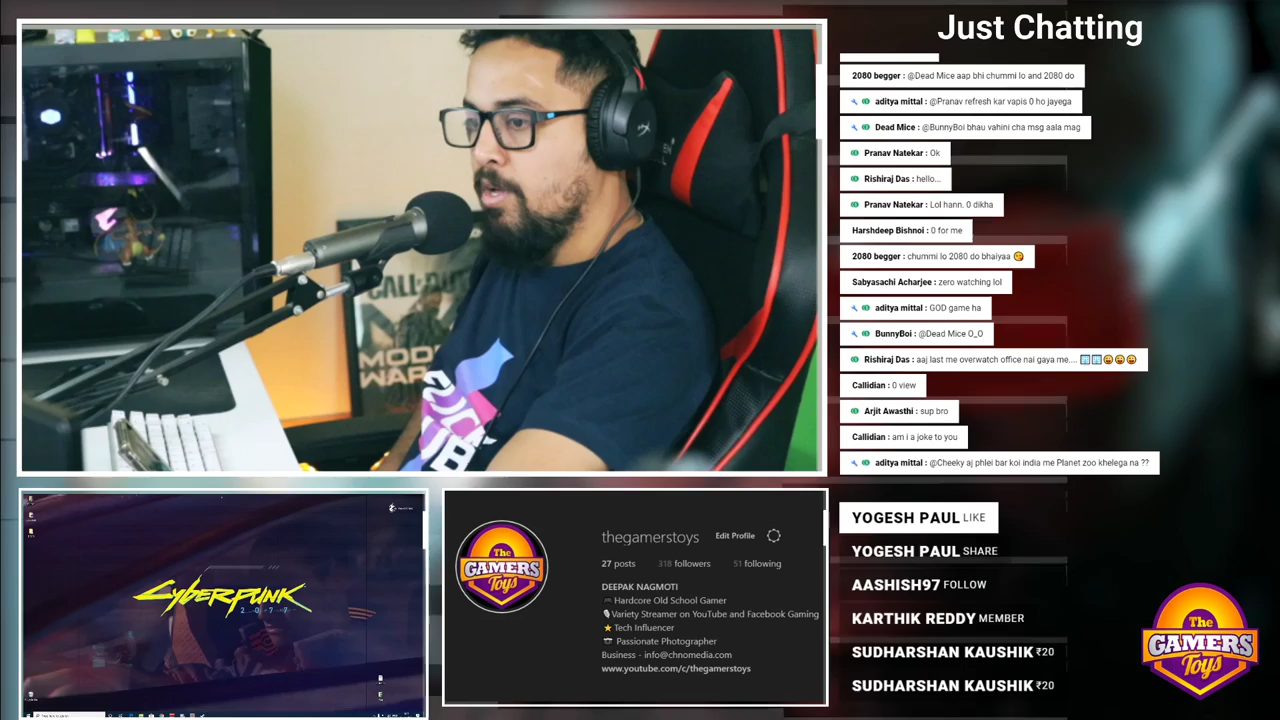 Just Chatting
2080 begger : @Dead Mice aap bhi chummi lo and 2080 do
aditya mittal : @Pranav refresh kar vapis 0 ho jayega
Dead Mice : @BunnyBoi bhau vahini cha msg aala mag
Pranav Natekar : Ok
Rishiraj Das : hello...
Pranav Natekar : Lol hann. 0 dikha
Harshdeep Bishnoi : 0 for me
2080 begger : chummi lo 2080 do bhaiyaa 😋
Sabyasachi Acharjee : zero watching lol
aditya mittal : GOD game ha
BunnyBoi : @Dead Mice O_O
Rishiraj Das : aaj last me overwatch office nai gaya me....
Callidian : 0 view
Arjit Awasthi : sup bro
Callidian : am i a joke to you
aditya mittal : @Cheeky aj phlei bar koi india me Planet zoo khelega na ??
CALL OF DUTY
MODERN
WARFARE
HX
CYBERPUNK
2077
The
GAMERS
Toys
thegamerstoys Edit Profile
27 posts 318 followers 51 following
DEEPAK NAGMOTI
Hardcore Old School Gamer
Variety Streamer on YouTube and Facebook Gaming
Tech Influencer
Passionate Photographer
Business - info@chnomedia.com
www.youtube.com/c/thegamerstoys
YOGESH PAUL LIKE
YOGESH PAUL SHARE
AASHISH97 FOLLOW
KARTHIK REDDY MEMBER
SUDHARSHAN KAUSHIK ₹20
SUDHARSHAN KAUSHIK ₹20
The
GAMERS
Toys